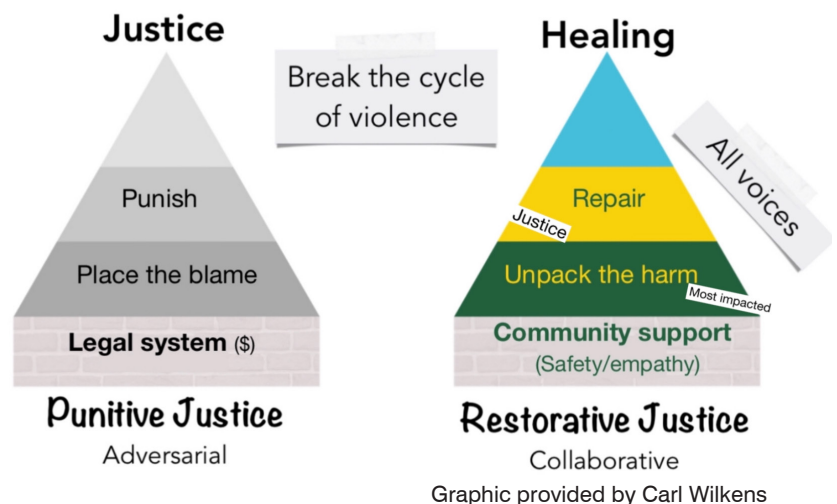 Justice
Punish
Place the blame
Legal system ($)
Punitive Justice
Adversarial
Break the cycle
of violence
Healing
All voices
Repair
Justice
Unpack the harm
Most impacted
Community support
(Safety/empathy)
Restorative Justice
Collaborative
Graphic provided by Carl Wilkens